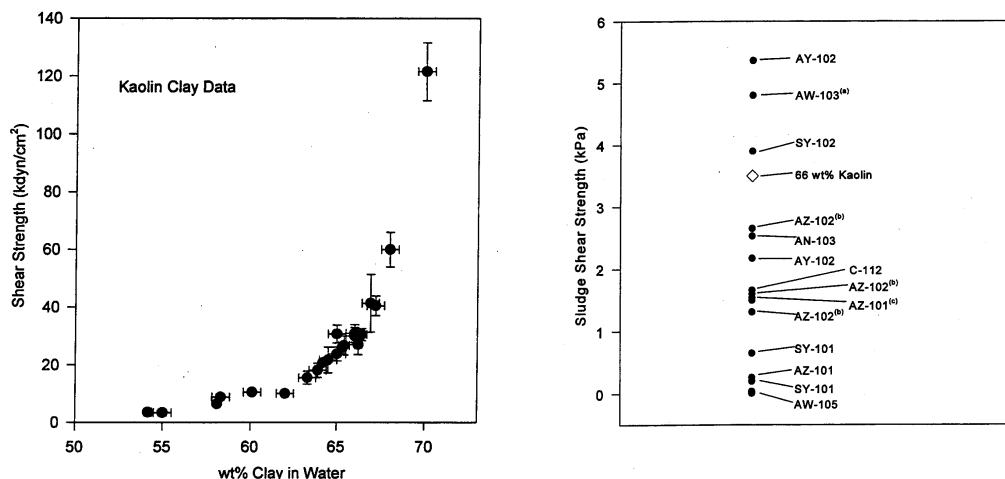 140
120
100
80
60
40
20
0
Shear Strength (kdyn/cm²)
Kaolin Clay Data
50
55
60
65
70
wt% Clay in Water
6
5
4
3
2
1
0
Sludge Shear Strength (kPa)
AY-102
AW-103(a)
SY-102
66 wt% Kaolin
AZ-102(b)
AN-103
AY-102
C-112
AZ-102(b)
AZ-101(c)
AZ-102(b)
SY-101
AZ-101
SY-101
AW-105